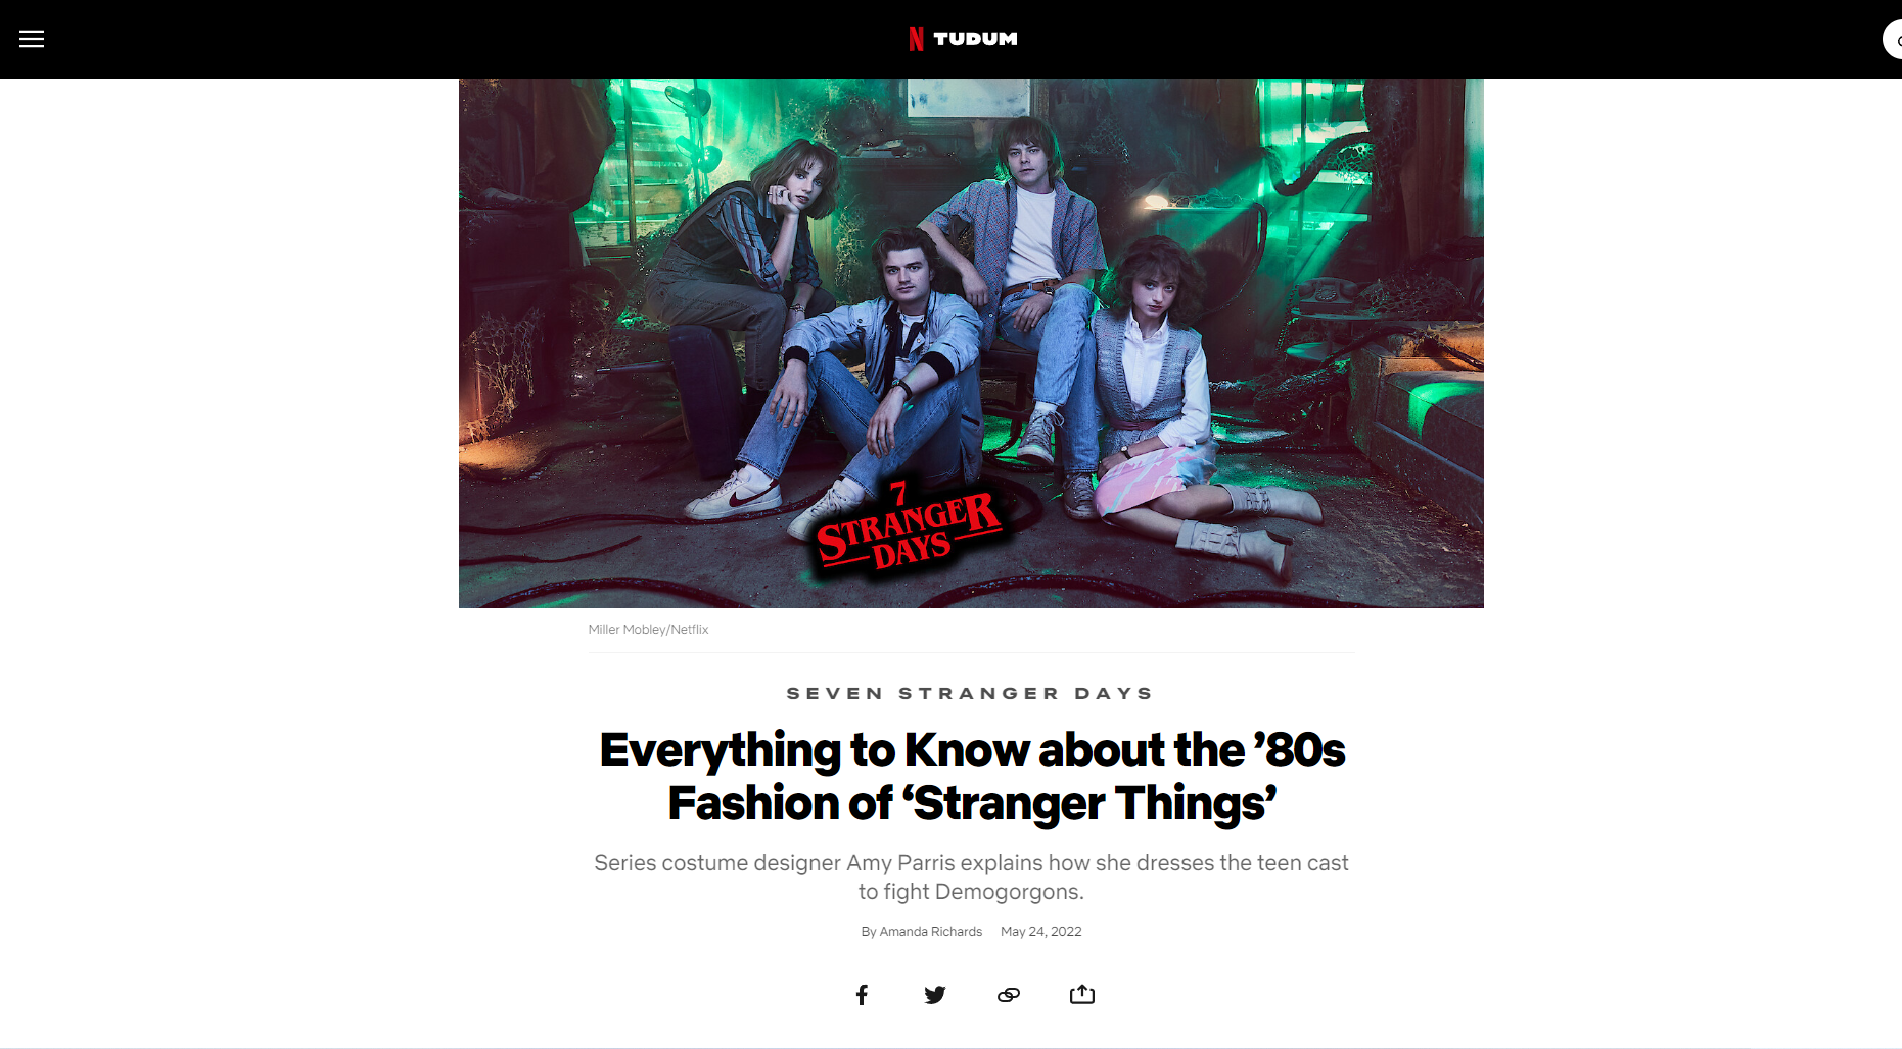 N TUDUM
7
STRANGER
DAYS
Miller Mobley/Netflix
SEVEN STRANGER DAYS
Everything to Know about the ’80s
Fashion of ‘Stranger Things’
Series costume designer Amy Parris explains how she dresses the teen cast
to fight Demogorgons.
By Amanda Richards May 24, 2022